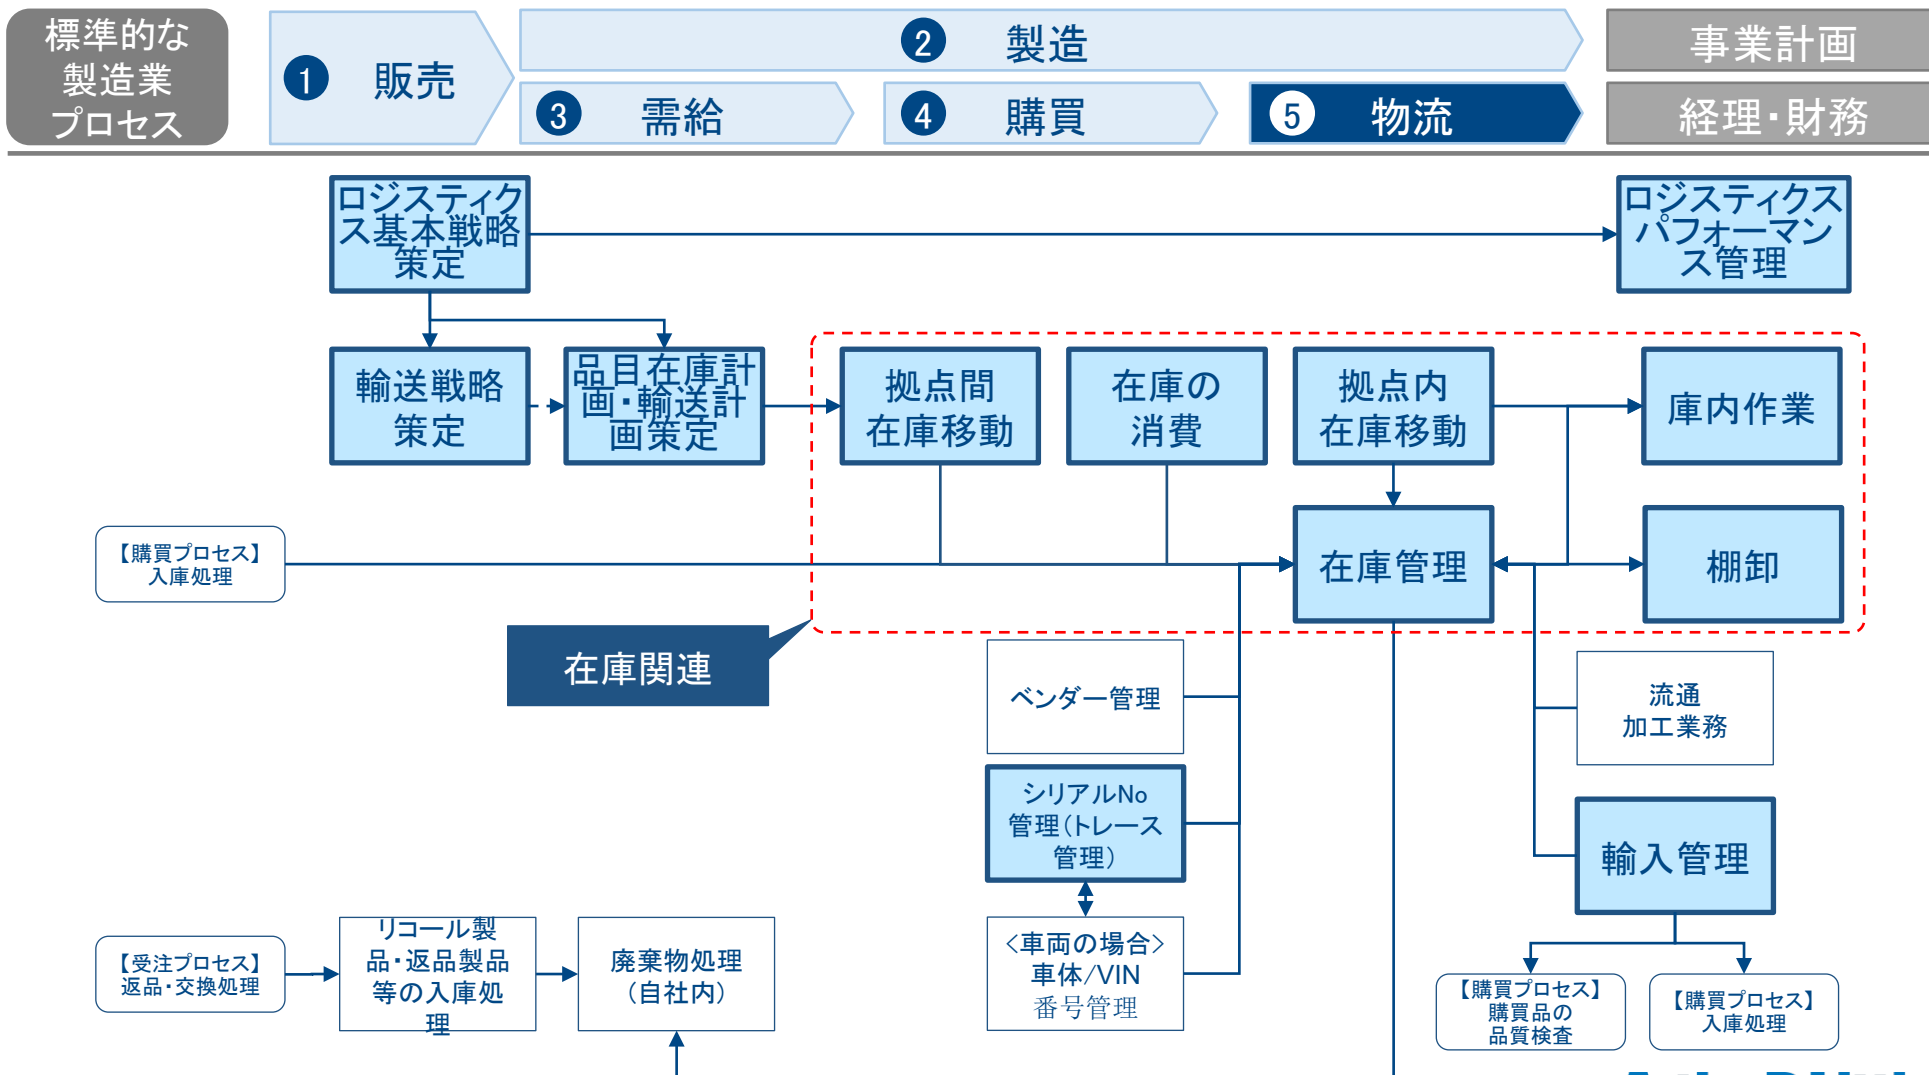 標準的な
製造業
プロセス
1 販売
2 製造
3 需給
4 購買
5 物流
事業計画
経理・財務
ロジスティク
ス基本戦略
策定
ロジスティクス
パフォーマン
ス管理
輸送戦略
策定
品目在庫計
画・輸送計
画策定
拠点間
在庫移動
在庫の
消費
拠点内
在庫移動
庫内作業
【購買プロセス】
入庫処理
在庫管理
棚卸
在庫関連
ベンダー管理
流通
加工業務
シリアルNo
管理(トレース
管理)
輸入管理
【受注プロセス】
返品・交換処理
リコール製
品・返品製品
等の入庫処
理
廃棄物処理
(自社内)
<車両の場合>
車体/VIN
番号管理
【購買プロセス】
購買品の
品質検査
【購買プロセス】
入庫処理